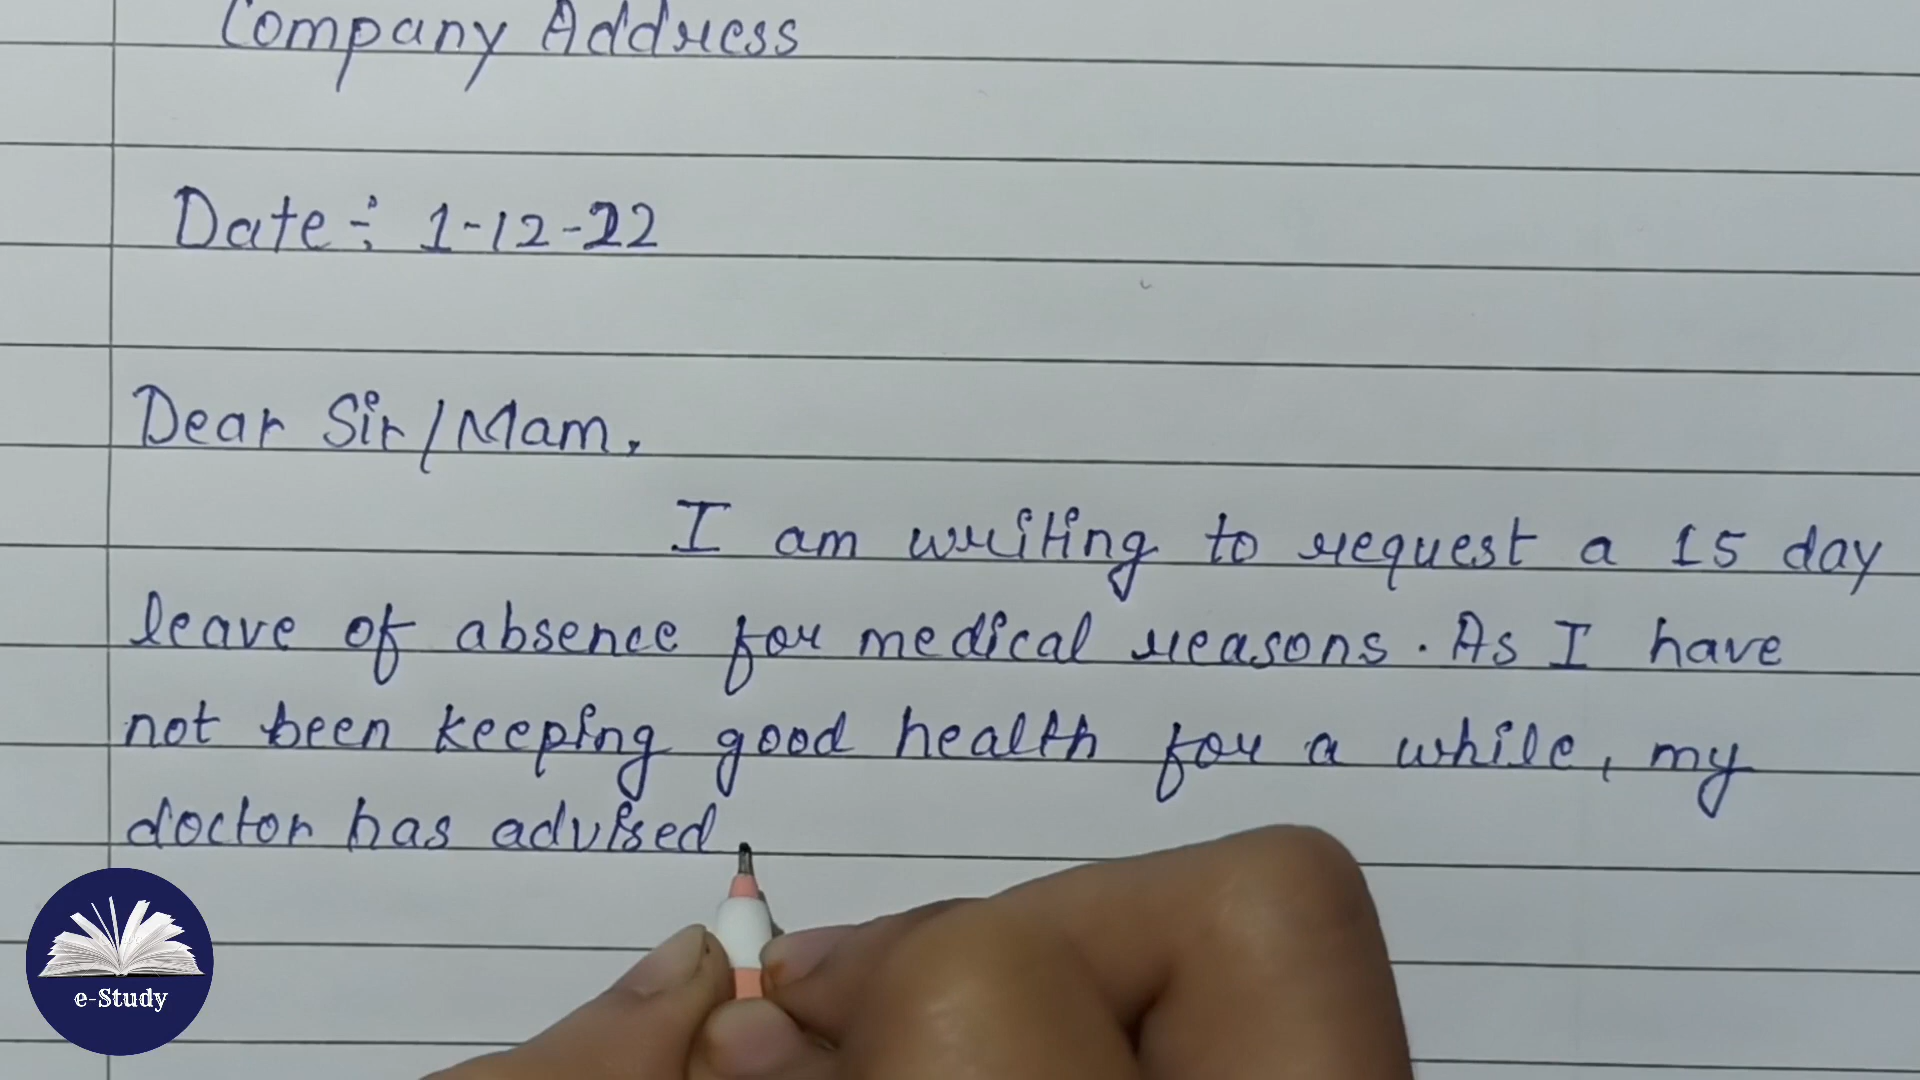 Company Address
Date ÷ 1-12-22
Dear Sir/Mam,
I am writing to request a 15 day
leave of absence for medical reasons. As I have
not been keeping good health for a while, my
doctor has advised
e-Study